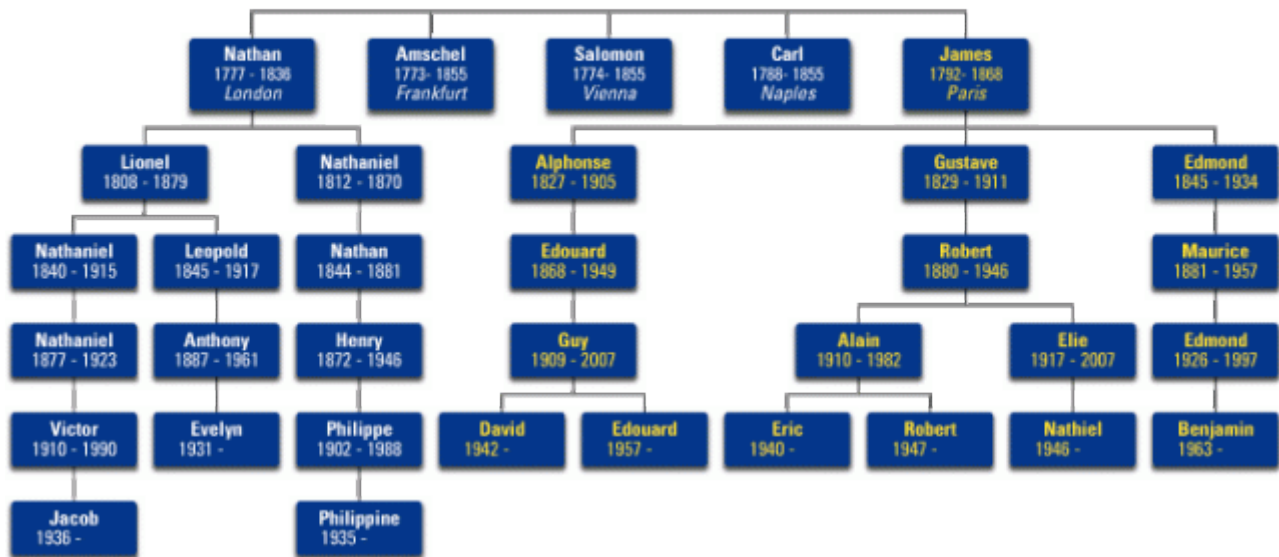 Nathan
1777 - 1836
London
Amschel
1773- 1855
Frankfurt
Salomon
1774- 1855
Vienna
Carl
1788- 1855
Naples
James
1792- 1868
Paris
Lionel
1808 - 1879
Nathaniel
1812 - 1870
Alphonse
1827 - 1905
Gustave
1829 - 1911
Edmond
1845 - 1934
Nathaniel
1840 - 1915
Leopold
1845 - 1917
Nathan
1844 - 1881
Edouard
1868 - 1949
Robert
1880 - 1946
Maurice
1881 - 1957
Nathaniel
1877 - 1923
Anthony
1887 - 1961
Henry
1872 - 1946
Guy
1909 - 2007
Alain
1910 - 1982
Elie
1917 - 2007
Edmond
1926 - 1997
Victor
1910 - 1990
Evelyn
1931 -
Philippe
1902 - 1988
David
1942 -
Edouard
1957 -
Eric
1940 -
Robert
1947 -
Nathiel
1946 -
Benjamin
1963 -
Jacob
1936 -
Philippine
1935 -